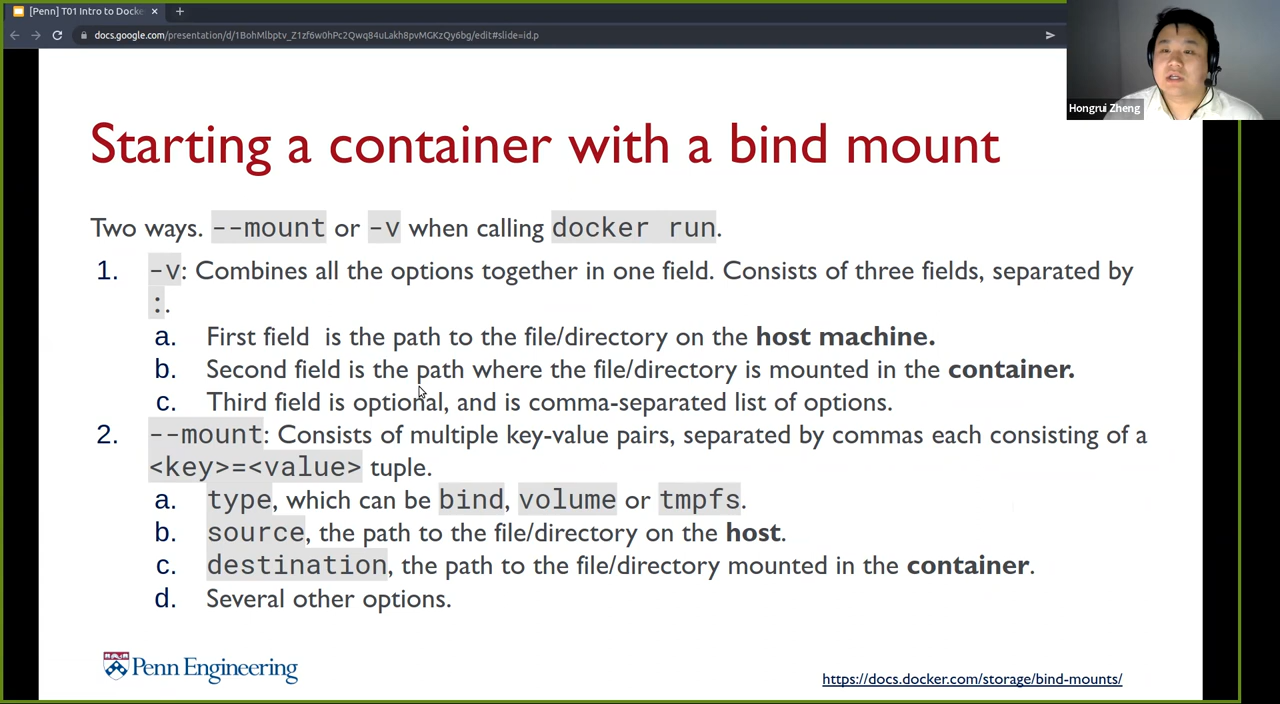 [Penn] T01 Intro to Docke
docs.google.com/presentation/d/1BohMlbptv_Z1zf6w0hPc2Qwq84uLakh8pvMGKzQy6bg/edit#slide=id.p
Hongrui Zheng
Starting a container with a bind mount
Two ways. --mount or -v when calling docker run.
1. -v: Combines all the options together in one field. Consists of three fields, separated by
:.
a. First field is the path to the file/directory on the host machine.
b. Second field is the path where the file/directory is mounted in the container.
c. Third field is optional, and is comma-separated list of options.
2. --mount: Consists of multiple key-value pairs, separated by commas each consisting of a
<key>=<value> tuple.
a. type, which can be bind, volume or tmpfs.
b. source, the path to the file/directory on the host.
c. destination, the path to the file/directory mounted in the container.
d. Several other options.
Penn Engineering
https://docs.docker.com/storage/bind-mounts/